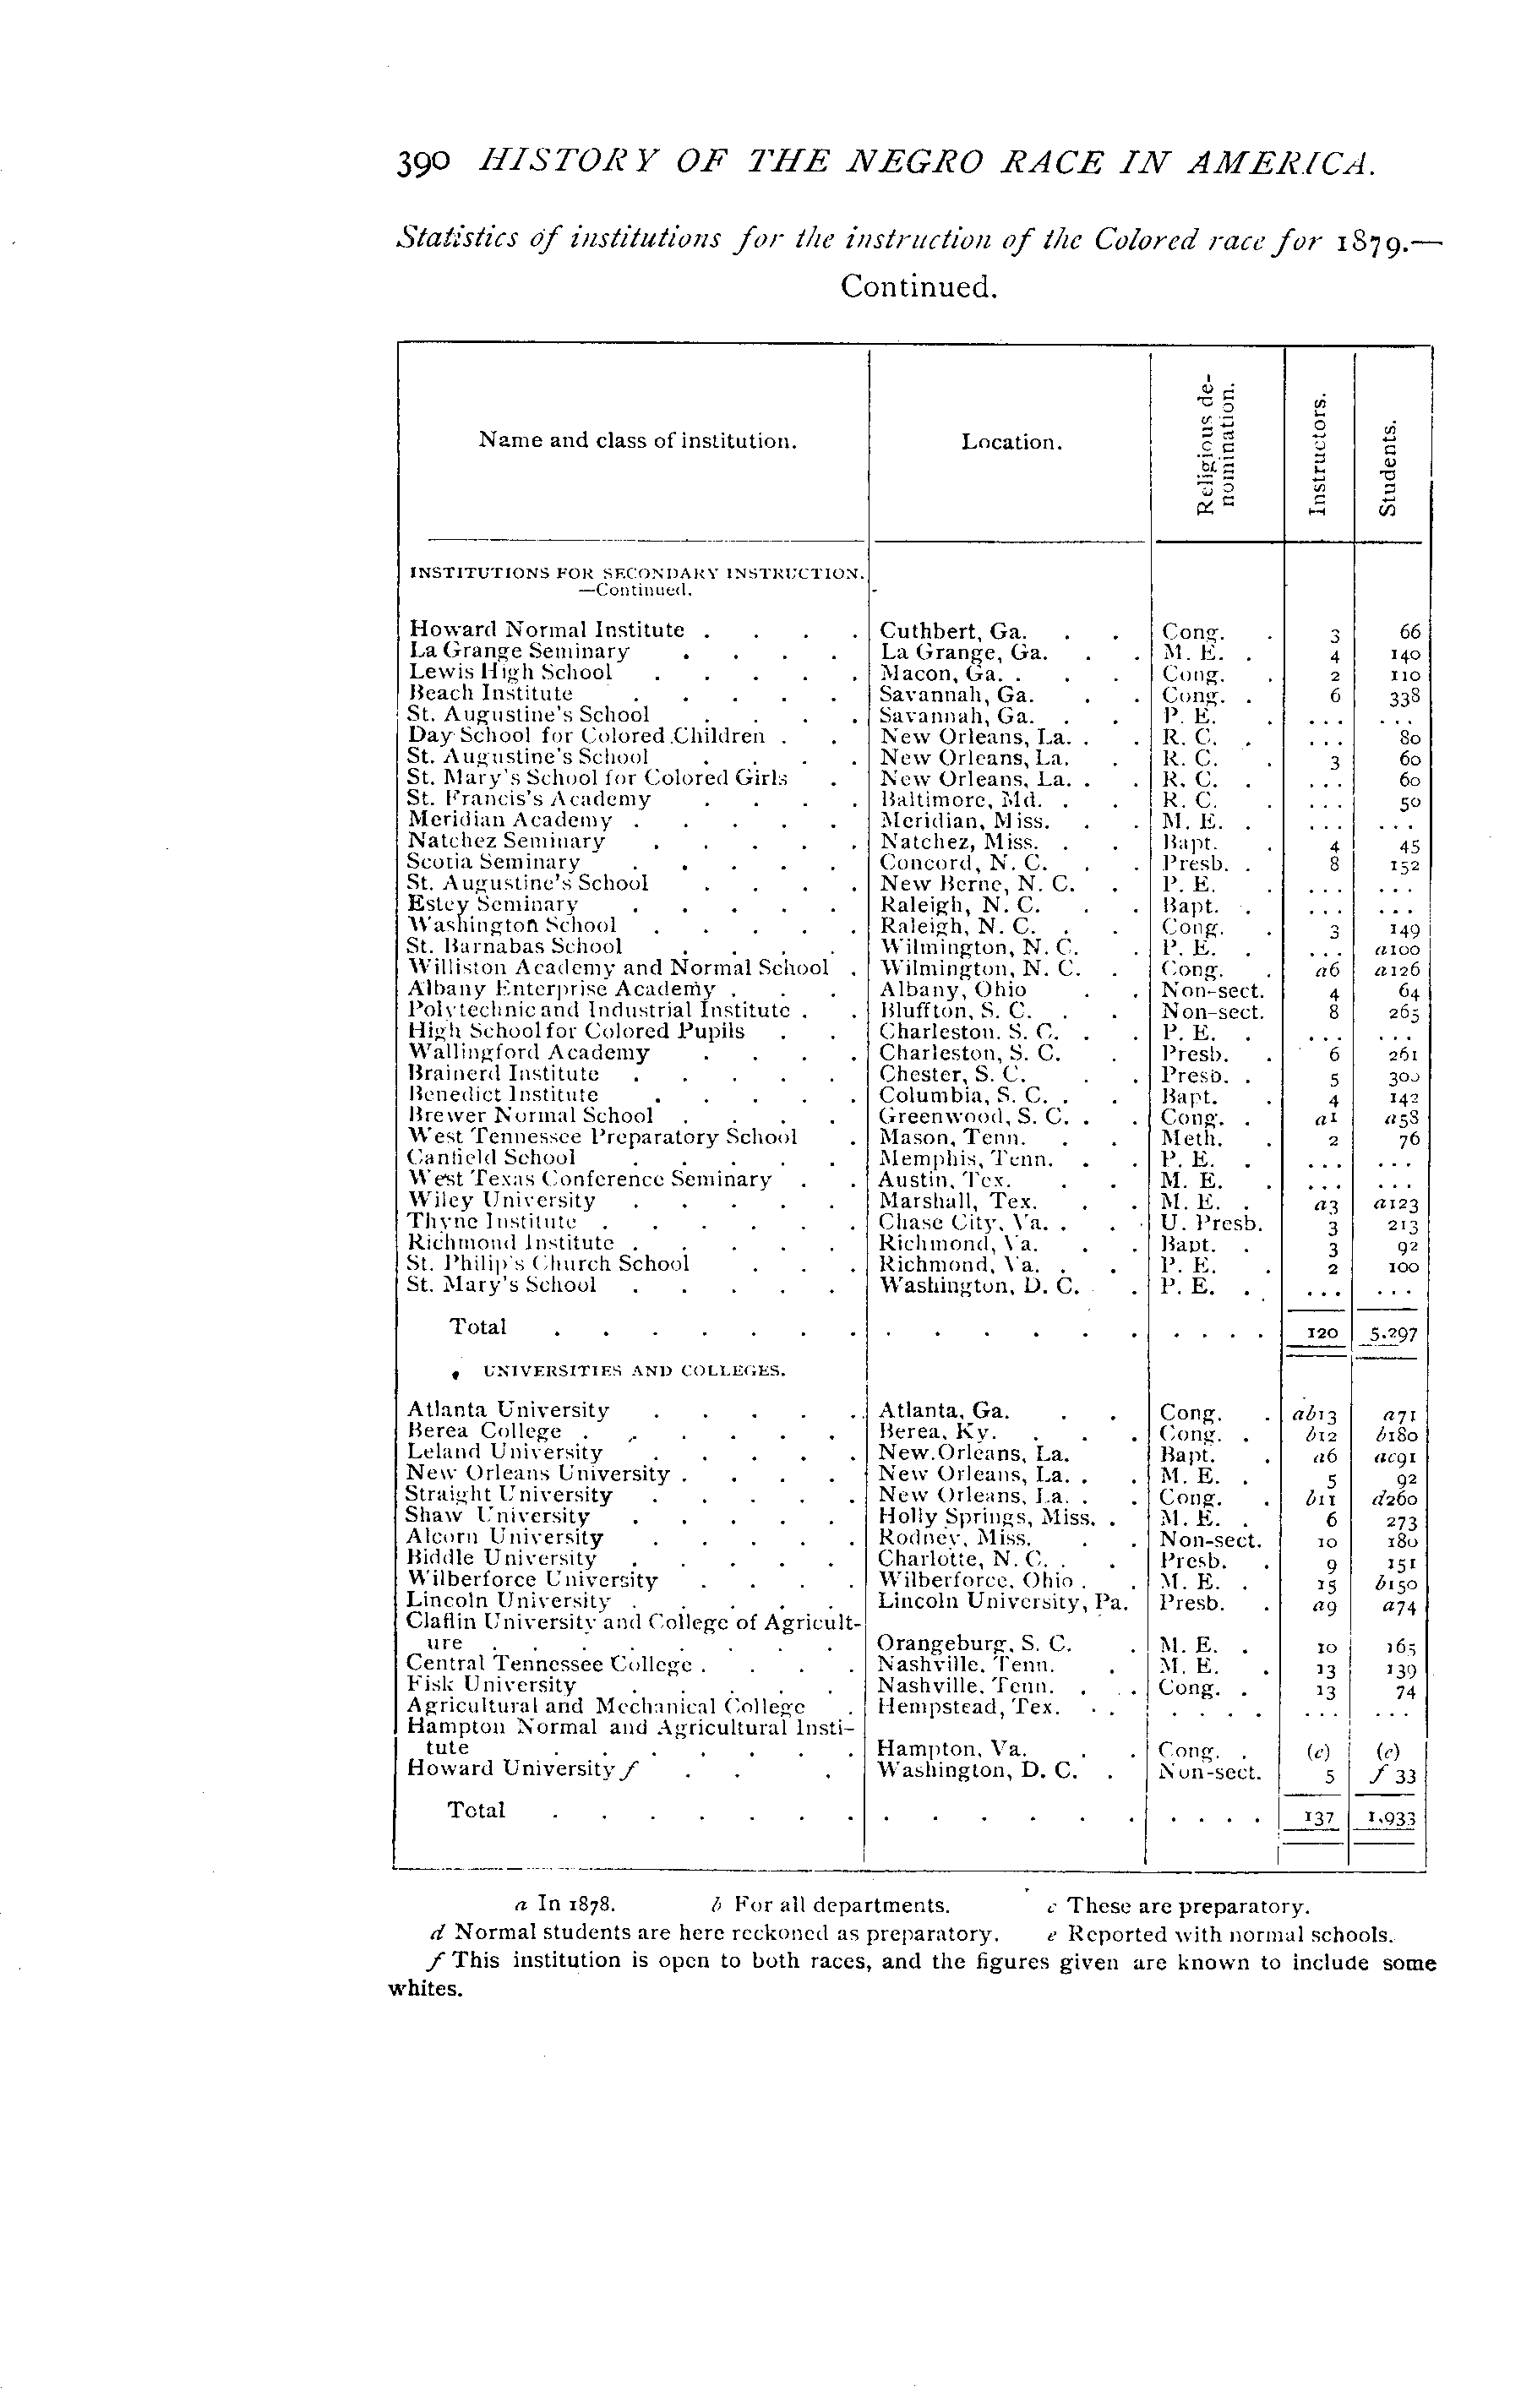 390 HISTORY OF THE NEGRO RACE IN AMERICA.
Statistics of institutions for the instruction of the Colored race for 1879.—
Continued.
Name and class of institution. Location. Religious de-nomination. Instructors. Students.
INSTITUTIONS FOR SECONDARY INSTRUCTION.
—Continued.
Howard Normal Institute . . . . Cuthbert, Ga. . . Cong. . 3 66
La Grange Seminary . . . . La Grange, Ga. . . M. E. . 4 140
Lewis High School . . . . . Macon, Ga. . . . Cong. . 2 110
Beach Institute . . . . . Savannah, Ga. . . Cong. . 6 338
St. Augustine's School . . . . Savannah, Ga. . . P. E. . ... ...
Day School for Colored Children . . New Orleans, La. . . R. C. . ... 80
St. Augustine's School . . . . New Orleans, La. . R. C. . 3 60
St. Mary's School for Colored Girls . New Orleans, La. . . R. C. . ... 60
St. Francis's Academy . . . . Baltimore, Md. . . R. C. . ... 50
Meridian Academy . . . . . Meridian, Miss. . . M. E. . ... ...
Natchez Seminary . . . . . Natchez, Miss. . . Bapt. . 4 45
Scotia Seminary . . . . . Concord, N. C. . . Presb. . 8 152
St. Augustine's School . . . . New Berne, N. C. . P. E. . ... ...
Estey Seminary . . . . . Raleigh, N. C. . . Bapt. . ... ...
Washington School . . . . . Raleigh, N. C. . . Cong. . 3 149
St. Barnabas School . . . . Wilmington, N. C. . P. E. . ... a100
Williston Academy and Normal School . Wilmington, N. C. . Cong. . a6 a126
Albany Enterprise Academy . . . Albany, Ohio . . Non-sect. 4 64
Polytechnic and Industrial Institute . . Bluffton, S. C. . . Non-sect. 8 265
High School for Colored Pupils . . Charleston. S. C. . . P. E. . ... ...
Wallingford Academy . . . . Charleston, S. C. . Presb. . 6 261
Brainerd Institute . . . . . Chester, S. C. . . Presb. . 5 300
Benedict Institute . . . . . Columbia, S. C. . . Bapt. . 4 142
Brewer Normal School . . . . Greenwood, S. C. . . Cong. . a1 a58
West Tennessee Preparatory School . Mason, Tenn. . . Meth. . 2 76
Canfield School . . . . . Memphis, Tenn. . . P. E. . ... ...
West Texas Conference Seminary . . Austin, Tex. . . M. E. . ... ...
Wiley University . . . . . Marshall, Tex. . . M. E. . a3 a123
Thyne Institute . . . . . . Chase City, Va. . . U. Presb. 3 213
Richmond Institute . . . . . Richmond, Va. . . Bapt. . 3 92
St. Philip's Church School . . . Richmond, Va. . . P. E. . 2 100
St. Mary's School . . . . . Washington, D. C. . P. E. . ... ...
Total . . . . . . . . . . . . . . . . . 120 5.297
UNIVERSITIES AND COLLEGES.
Atlanta University . . . . . Atlanta, Ga. . . Cong. . ab13 a71
Berea College . . . . . . Berea, Ky. . . . Cong. . b12 b180
Leland University . . . . . New.Orleans, La. Bapt. . a6 ac91
New Orleans University . . . . New Orleans, La. . . M. E. . 5 92
Straight University . . . . . New Orleans, La. . . Cong. . b11 d260
Shaw University . . . . . Holly Springs, Miss. . M. E. . 6 273
Alcorn University . . . . . Rodney, Miss. . . Non-sect. 10 180
Biddle University . . . . . Charlotte, N. C. . . Presb. . 9 151
Wilberforce University . . . . Wilberforce, Ohio . . M. E. . 15 b150
Lincoln University . . . . . Lincoln University, Pa. Presb. . a9 a74
Claflin University and College of Agricult-
ure . . . . . . . . Orangeburg, S. C. . M. E. . 10 165
Central Tennessee College . . . . Nashville. Tenn. . M. E. . 13 139
Fisk University . . . . . Nashville, Tenn. . . Cong. . 13 74
Agricultural and Mechanical College . Hempstead, Tex. . . . . . . ... ...
Hampton Normal and Agricultural Insti-
tute . . . . . . . Hampton, Va. . . Cong. . (e) (e)
Howard University f . . . Washington, D. C. . Non-sect. 5 f 33
Total . . . . . . . . . . . . . . . . . 137 1,933
a In 1878. b For all departments. c These are preparatory.
d Normal students are here reckoned as preparatory. e Reported with normal schools.
f This institution is open to both races, and the figures given are known to include some
whites.